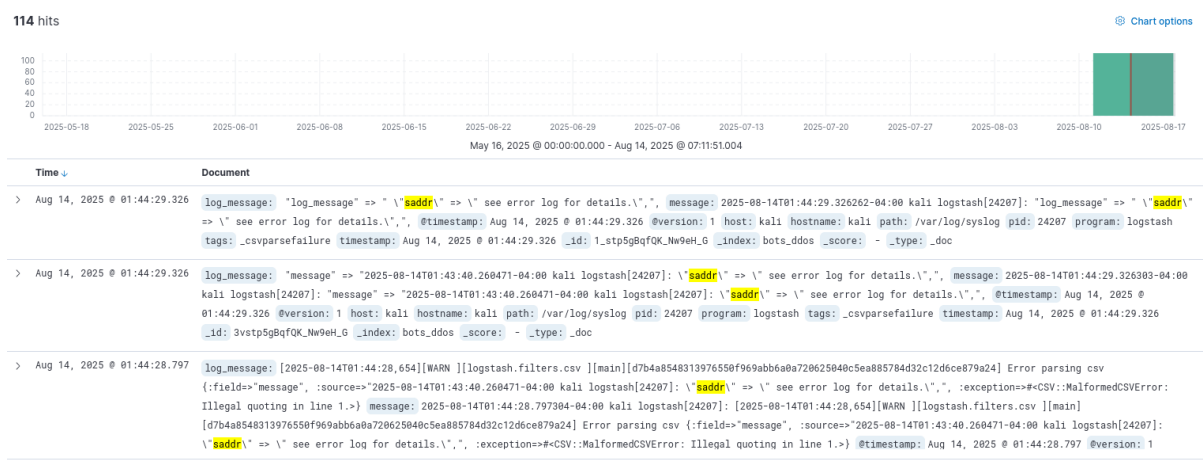 114 hits
Chart options
100
80
60
40
20
0
2025-05-18 2025-05-25 2025-06-01 2025-06-08 2025-06-15 2025-06-22 2025-06-29 2025-07-06 2025-07-13 2025-07-20 2025-07-27 2025-08-03 2025-08-10 2025-08-17
May 16, 2025 @ 00:00:00.000 - Aug 14, 2025 @ 07:11:51.004
Time Document
Aug 14, 2025 @ 01:44:29.326 log_message: "log_message" => " \"saddr\" => \" see error log for details.\",", message: 2025-08-14T01:44:29.326262-04:00 kali logstash[24207]: "log_message" => " \"saddr\"
=> \" see error log for details.\",", @timestamp: Aug 14, 2025 @ 01:44:29.326 @version: 1 host: kali hostname: kali path: /var/log/syslog pid: 24207 program: logstash
tags: _csvparsefailure timestamp: Aug 14, 2025 @ 01:44:29.326 _id: 1_stp5gBqfQK_Nw9eH_G _index: bots_ddos _score: - _type: _doc
Aug 14, 2025 @ 01:44:29.326 log_message: "message" => "2025-08-14T01:43:40.260471-04:00 kali logstash[24207]: \"saddr\" => \" see error log for details.\",", message: 2025-08-14T01:44:29.326303-04:00
kali logstash[24207]: "message" => "2025-08-14T01:43:40.260471-04:00 kali logstash[24207]: \"saddr\" => \" see error log for details.\",", @timestamp: Aug 14, 2025 @
01:44:29.326 @version: 1 host: kali hostname: kali path: /var/log/syslog pid: 24207 program: logstash tags: _csvparsefailure timestamp: Aug 14, 2025 @ 01:44:29.326
_id: 3vstp5gBqfQK_Nw9eH_G _index: bots_ddos _score: - _type: _doc
Aug 14, 2025 @ 01:44:28.797 log_message: [2025-08-14T01:44:28,654][WARN ][logstash.filters.csv ][main][d7b4a8548313976550f969abb6a0a720625040c5ea885784d32c12d6ce879a24] Error parsing csv
{:field=>"message", :source=>"2025-08-14T01:43:40.260471-04:00 kali logstash[24207]: \"saddr\" => \" see error log for details.\",", :exception=>#<CSV::MalformedCSVError:
Illegal quoting in line 1.>} message: 2025-08-14T01:44:28.797304-04:00 kali logstash[24207]: [2025-08-14T01:44:28,654][WARN ][logstash.filters.csv ][main]
[d7b4a8548313976550f969abb6a0a720625040c5ea885784d32c12d6ce879a24] Error parsing csv {:field=>"message", :source=>"2025-08-14T01:43:40.260471-04:00 kali logstash[24207]:
\"saddr\" => \" see error log for details.\",", :exception=>#<CSV::MalformedCSVError: Illegal quoting in line 1.>} @timestamp: Aug 14, 2025 @ 01:44:28.797 @version: 1